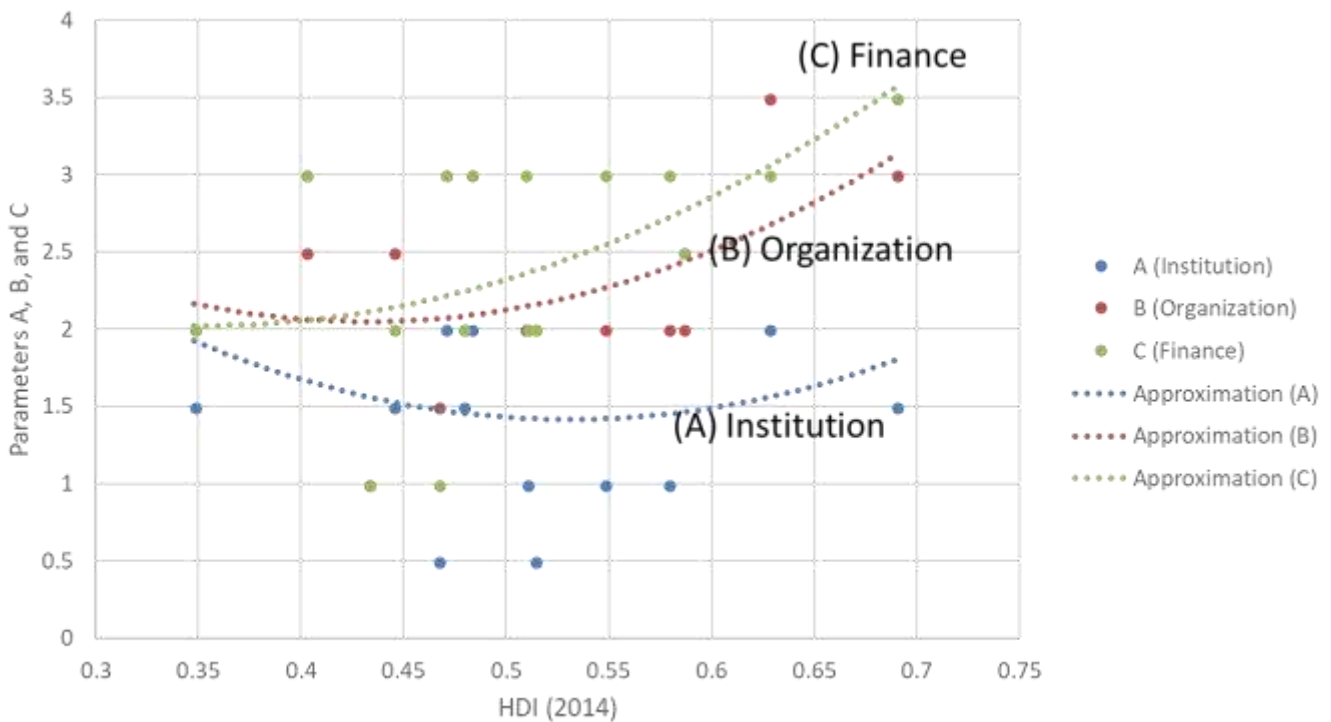 4
(C) Finance
3.5
3
2.5
(B) Organization
2
1.5
(A) Institution
1
0.5
0
0.3 0.35 0.4 0.45 0.5 0.55 0.6 0.65 0.7 0.75
HDI (2014)
Parameters A, B, and C
A (Institution)
B (Organization)
C (Finance)
Approximation (A)
Approximation (B)
Approximation (C)